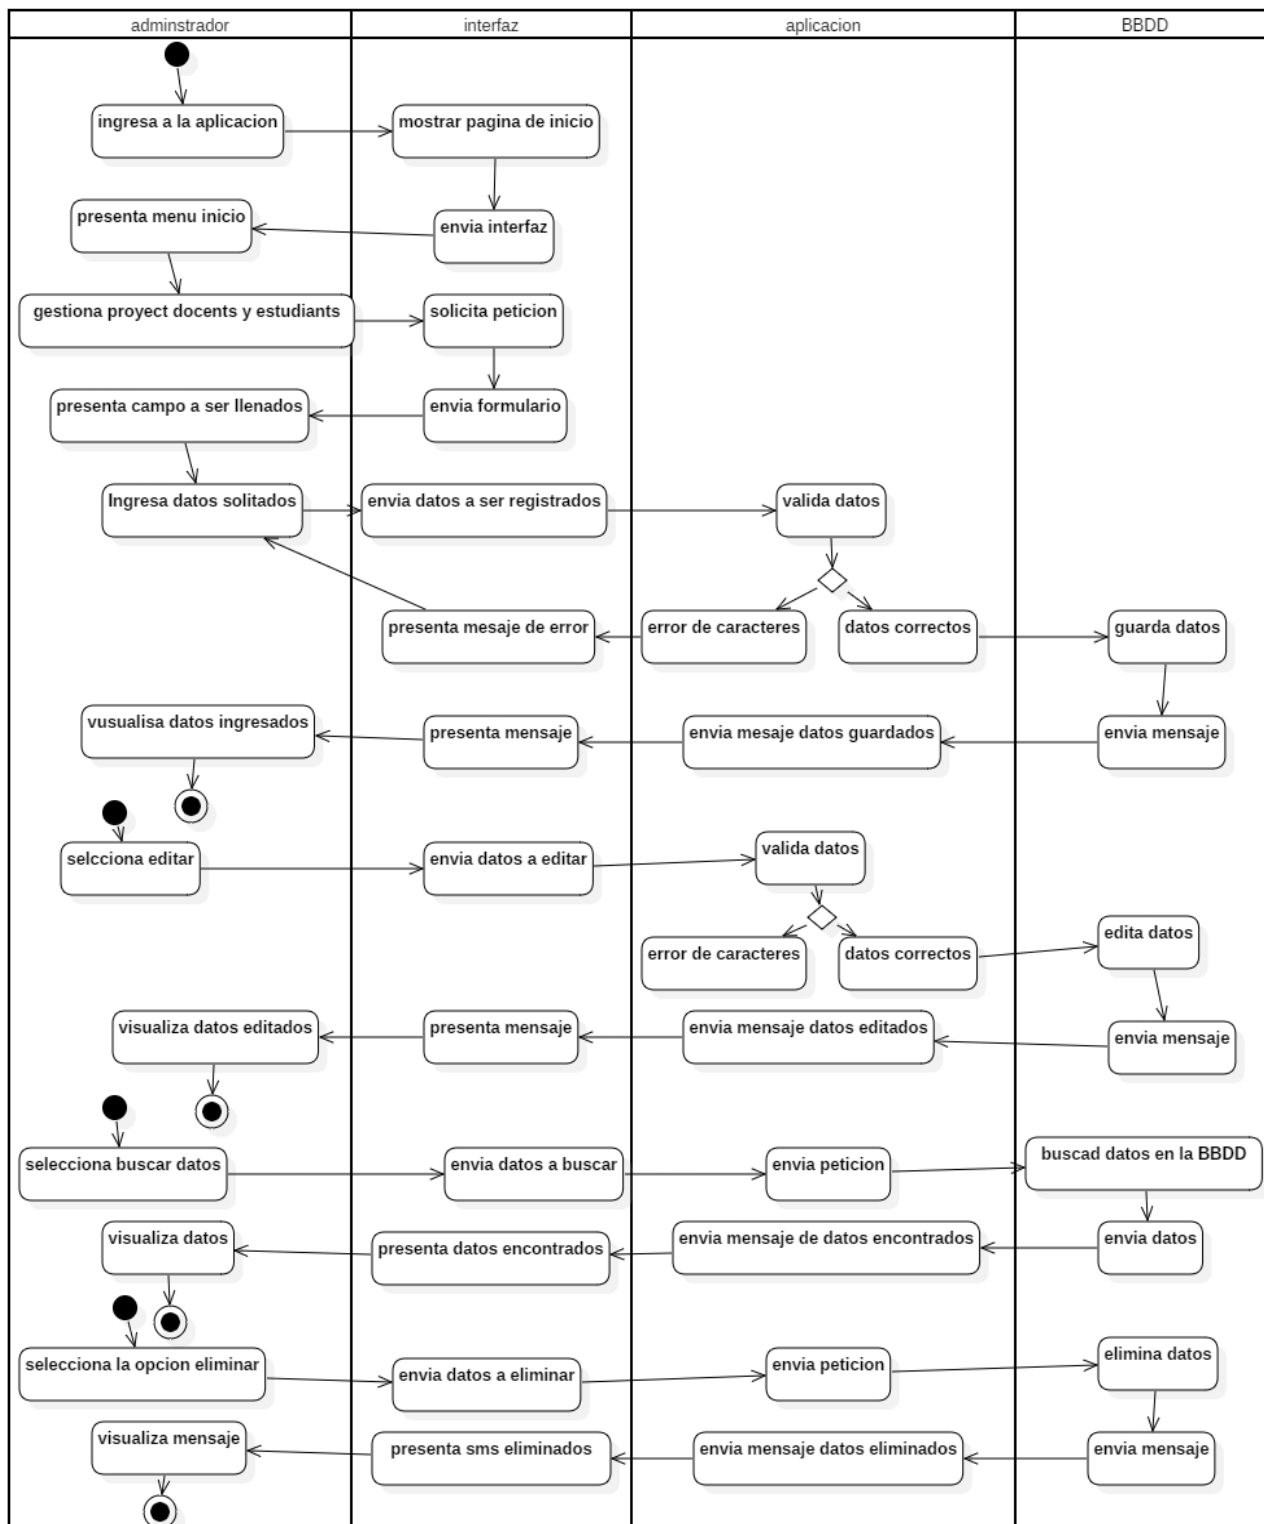 adminstrador
interfaz
aplicacion
BBDD
ingresa a la aplicacion
mostrar pagina de inicio
presenta menu inicio
envia interfaz
gestiona proyect docents y estudiants
solicita peticion
presenta campo a ser llenados
envia formulario
Ingresa datos solitados
envia datos a ser registrados
valida datos
presenta mesaje de error
error de caracteres
datos correctos
guarda datos
vusualisa datos ingresados
presenta mensaje
envia mesaje datos guardados
envia mensaje
selcciona editar
envia datos a editar
valida datos
error de caracteres
datos correctos
edita datos
visualiza datos editados
presenta mensaje
envia mensaje datos editados
envia mensaje
selecciona buscar datos
envia datos a buscar
envia peticion
buscad datos en la BBDD
visualiza datos
presenta datos encontrados
envia mensaje de datos encontrados
envia datos
selecciona la opcion eliminar
envia datos a eliminar
envia peticion
elimina datos
visualiza mensaje
presenta sms eliminados
envia mensaje datos eliminados
envia mensaje